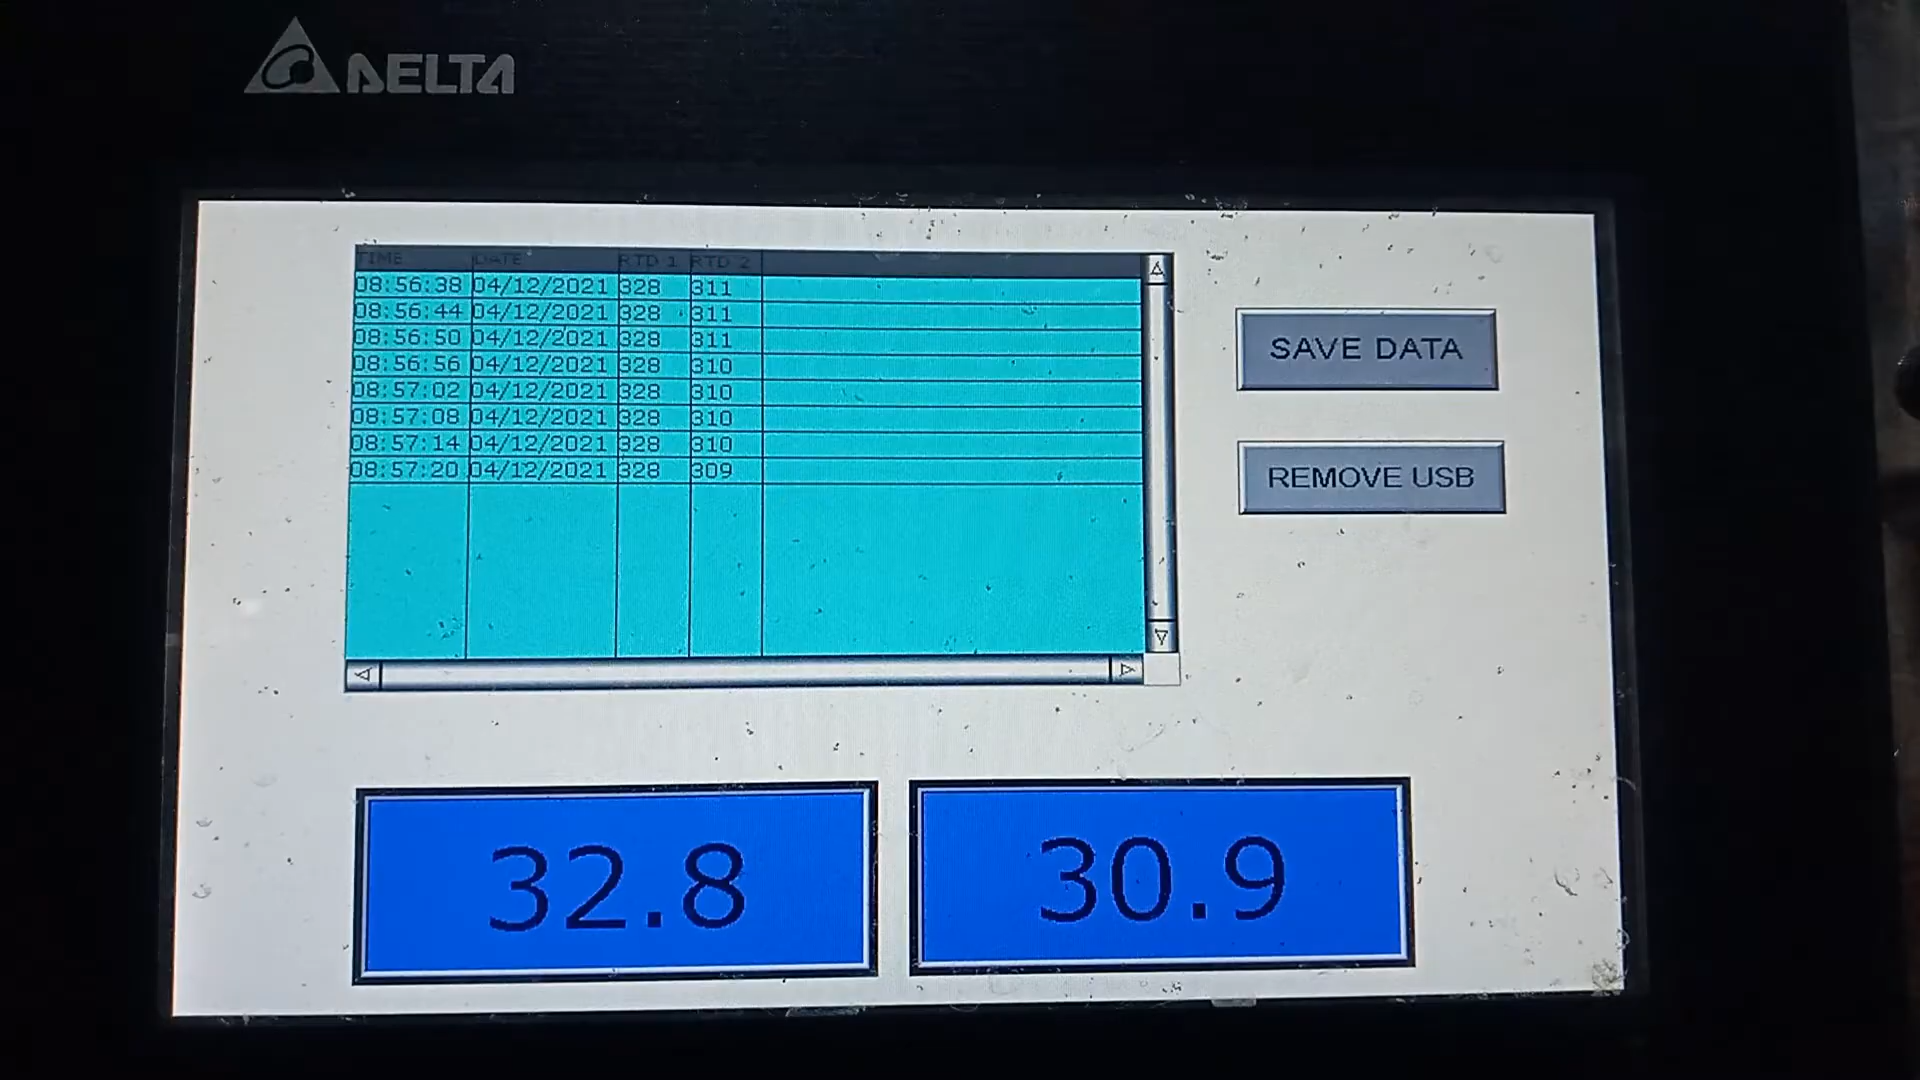 DELTA
TIME DATE RTD 1 RTD 2
08:56:38 04/12/2021 328 311
08:56:44 04/12/2021 328 311
08:56:50 04/12/2021 328 311
08:56:56 04/12/2021 328 310
08:57:02 04/12/2021 328 310
08:57:08 04/12/2021 328 310
08:57:14 04/12/2021 328 310
08:57:20 04/12/2021 328 309
SAVE DATA
REMOVE USB
32.8
30.9